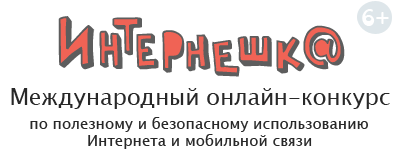 6+
ИНТЕРНЕШК@
Международный онлайн-конкурс
по полезному и безопасному использованию
Интернета и мобильной связи